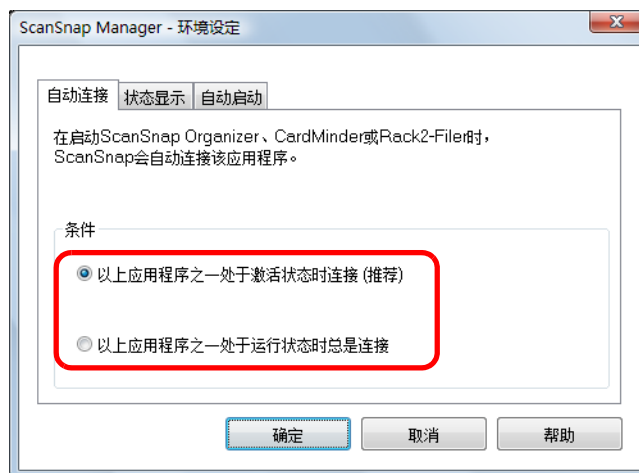 ScanSnap Manager - 环境设定
自动连接 状态显示 自动启动
在启动ScanSnap Organizer、CardMinder或Rack2-Filer时，
ScanSnap会自动连接该应用程序。
条件
以上应用程序之一处于激活状态时连接 (推荐)
以上应用程序之一处于运行状态时总是连接
确定 取消 帮助